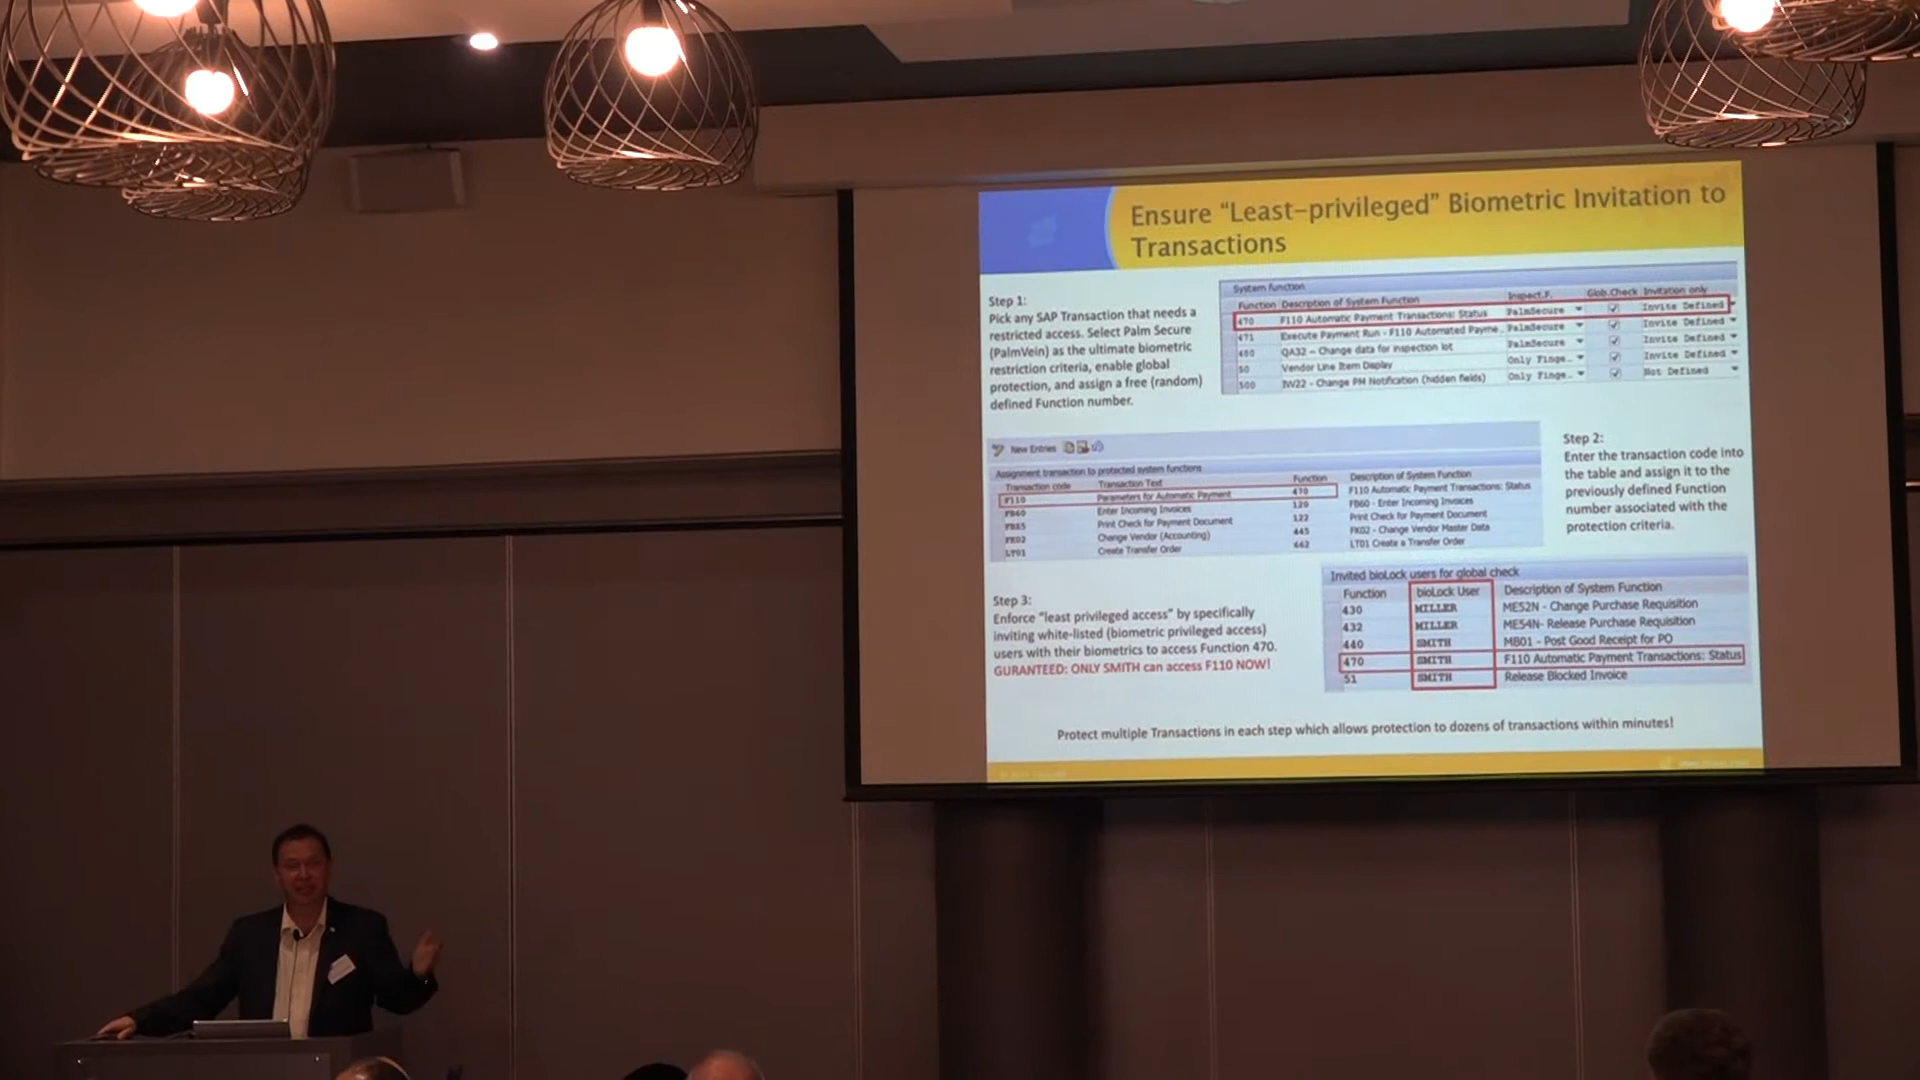 Ensure “Least-privileged” Biometric Invitation to
Transactions
Step 1:
Pick any SAP Transaction that needs a
restricted access. Select Palm Secure
(PalmVein) as the ultimate biometric
restriction criteria, enable global
protection, and assign a free (random)
defined Function number.
System function
Function Description of System Function Inspect.F. Glob.Check Invitation only
470 F110 Automatic Payment Transactions: Status PalmSecure Invite Defined
471 Execute Payment Run - F110 Automated Payme.. PalmSecure Invite Defined
480 QA32 - Change data for inspection lot PalmSecure Invite Defined
50 Vendor Line Item Display Only Finge.. Invite Defined
500 IW22 - Change PM Notification (hidden fields) Only Finge.. Not Defined
New Entries
Assignment transaction to protected system functions
Transaction code Transaction Text Function Description of System Function
F110 Parameters for Automatic Payment 470 F110 Automatic Payment Transactions: Status
FB60 Enter Incoming Invoices 120 FB60 - Enter Incoming Invoices
Print Check for Payment Document 122 Print Check for Payment Document
FK02 Change Vendor (Accounting) 445 FK02 - Change Vendor Master Data
LT01 Create Transfer Order 662 LT01 Create a Transfer Order
Step 2:
Enter the transaction code into
the table and assign it to the
previously defined Function
number associated with the
protection criteria.
Step 3:
Enforce “least privileged access” by specifically
inviting white-listed (biometric privileged access)
users with their biometrics to access Function 470.
GURANTEED: ONLY SMITH can access F110 NOW!
Invited bioLock users for global check
Function bioLock User Description of System Function
430 MILLER ME52N - Change Purchase Requisition
432 MILLER ME54N- Release Purchase Requisition
440 SMITH MB01 - Post Good Receipt for PO
470 SMITH F110 Automatic Payment Transactions: Status
51 SMITH Release Blocked Invoice
Protect multiple Transactions in each step which allows protection to dozens of transactions within minutes!